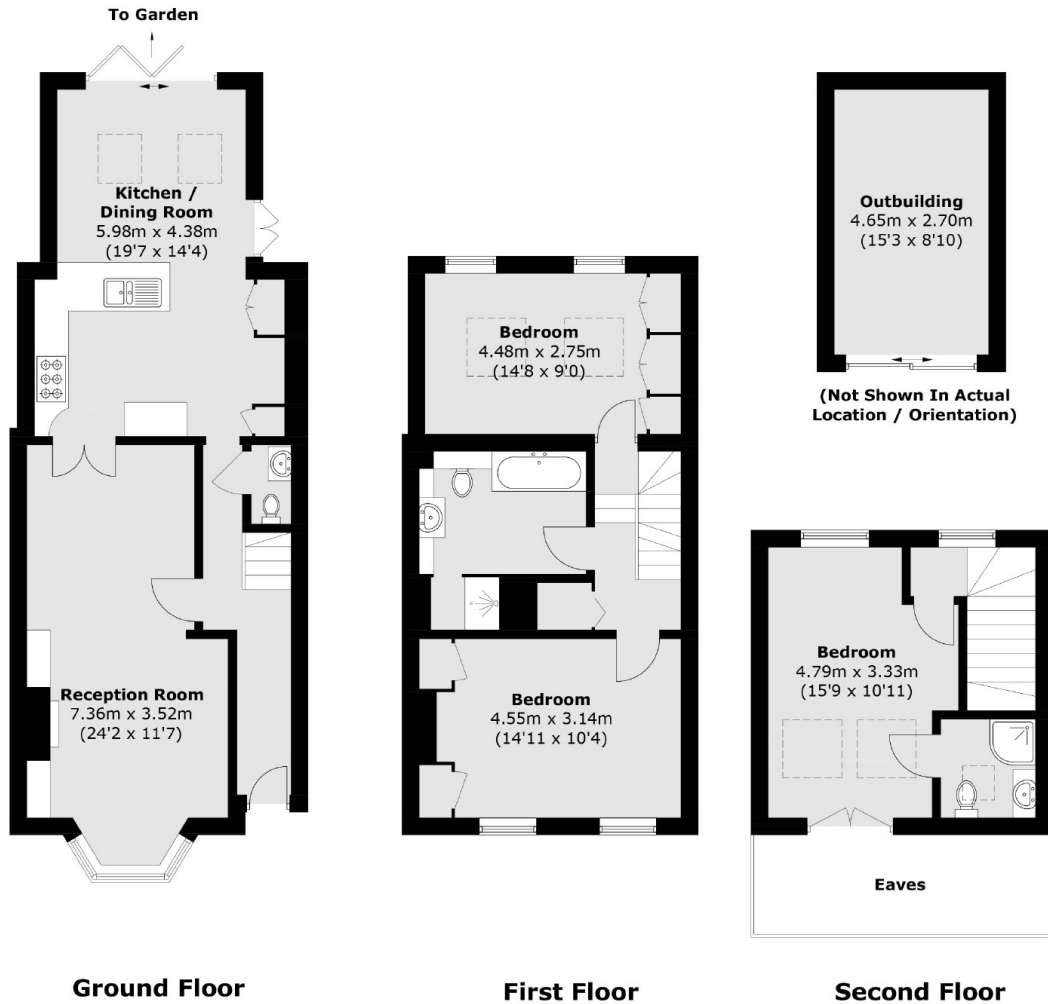 To Garden
Kitchen /
Dining Room
5.98m x 4.38m
(19'7 x 14'4)
Reception Room
7.36m x 3.52m
(24'2 x 11'7)
Ground Floor
Bedroom
4.48m x 2.75m
(14'8 x 9'0)
Bedroom
4.55m x 3.14m
(14'11 x 10'4)
First Floor
Outbuilding
4.65m x 2.70m
(15'3 x 8'10)
(Not Shown In Actual
Location / Orientation)
Bedroom
4.79m x 3.33m
(15'9 x 10'11)
Eaves
Second Floor